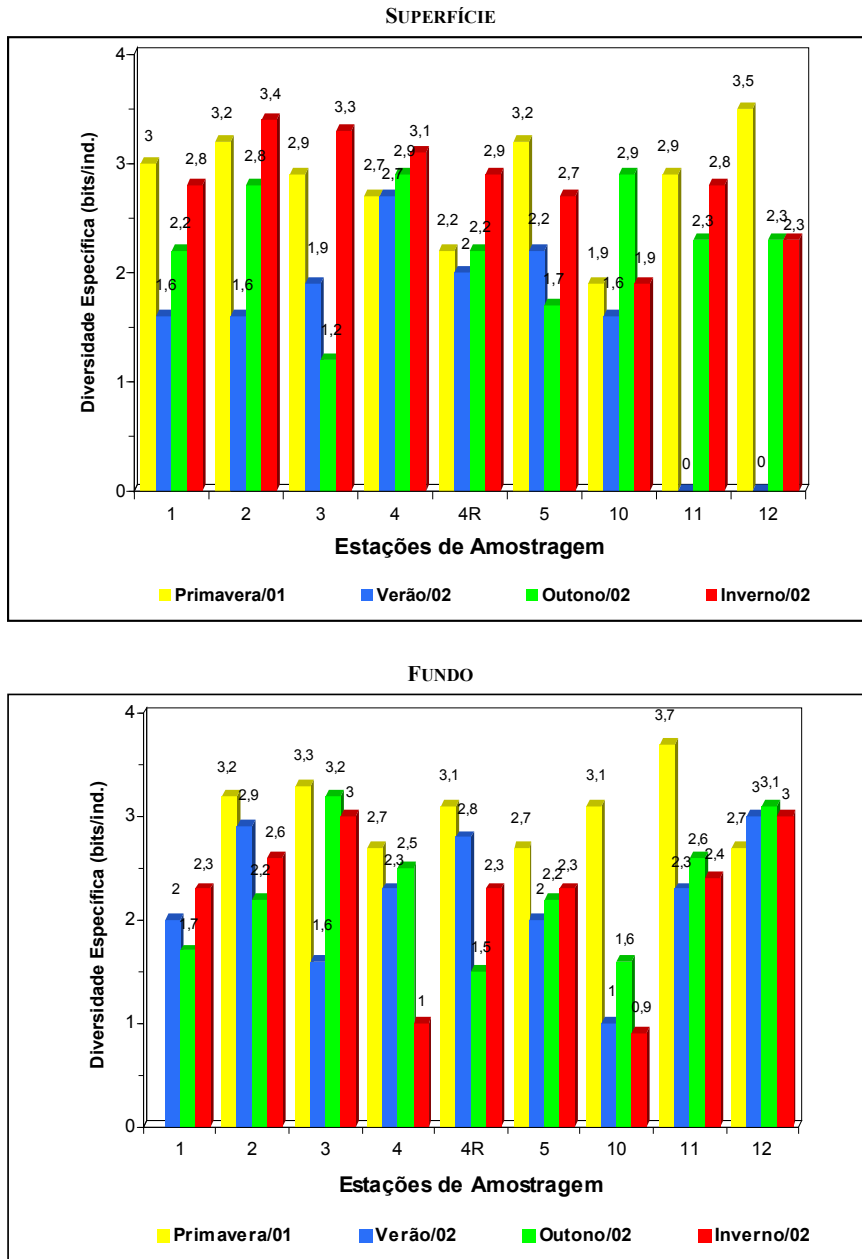 SUPERFÍCIE
4
3
2
1
0
Diversidade Específica (bits/ind.)
3 1,6 2,2 2,8
3,2 1,6 2,8 3,4
2,9 1,9 1,2 3,3
2,7 2,7 2,9 3,1
2,2 2 2,2 2,9
3,2 2,2 1,7 2,7
1,9 1,6 2,9 1,9
2,9 0 2,3 2,8
3,5 0 2,3 2,3
1 2 3 4 4R 5 10 11 12
Estações de Amostragem
Primavera/01 Verão/02 Outono/02 Inverno/02
FUNDO
4
3
2
1
0
Diversidade Específica (bits/ind.)
2 1,7 2,3
3,2 2,9 2,2 2,6
3,3 1,6 3,2 3
2,7 2,3 2,5 1
3,1 2,8 1,5 2,3
2,7 2 2,2 2,3
3,1 1 1,6 0,9
3,7 2,3 2,6 2,4
2,7 3 3,1 3
1 2 3 4 4R 5 10 11 12
Estações de Amostragem
Primavera/01 Verão/02 Outono/02 Inverno/02